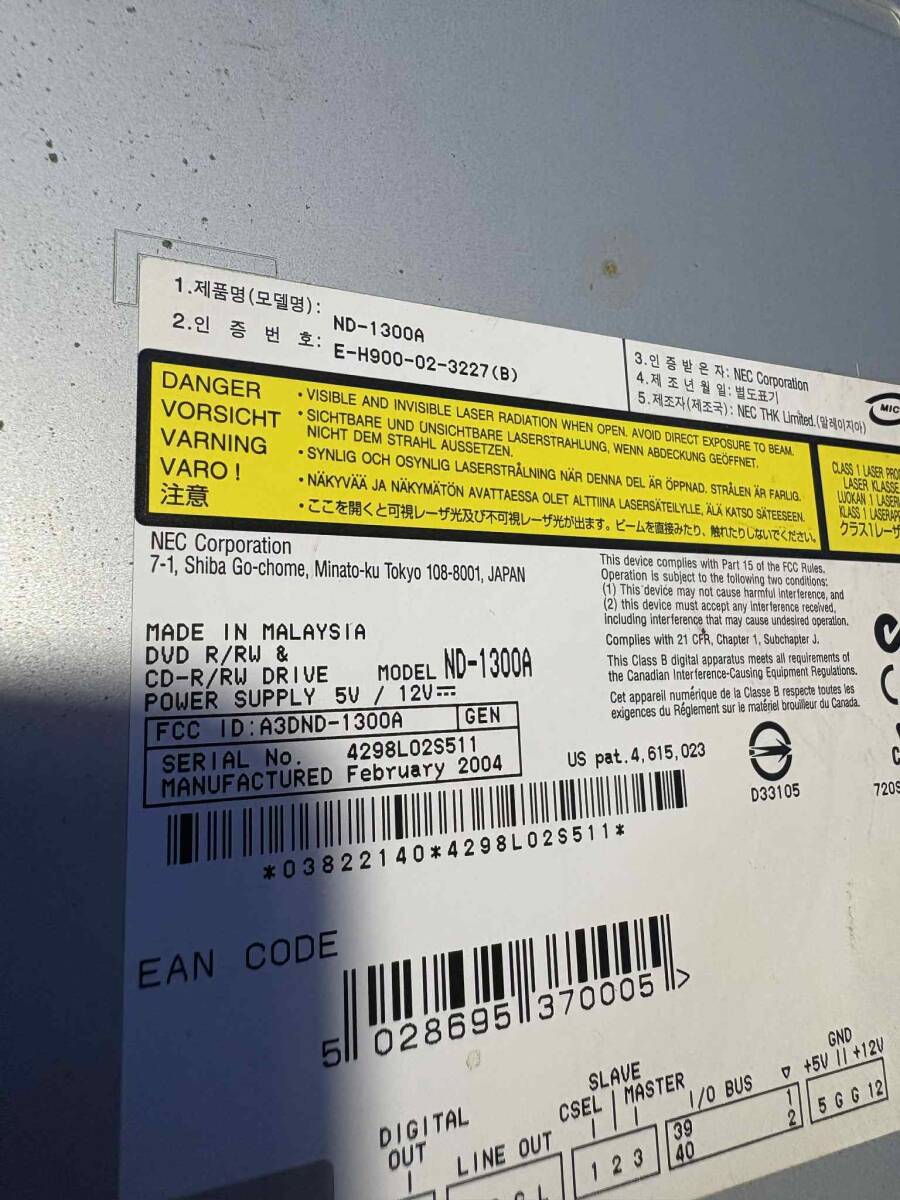 1.제품명(모델명): ND-1300A
2.인 증 번 호: E-H900-02-3227(B)
3.인 증 받 은 자: NEC Corporation
4.제 조 년 월 일: 별도표기
5.제조자(제조국): NEC THK Limited.(말레이지아)
MIC
DANGER
VORSICHT
VARNING
VARO!
注意
・VISIBLE AND INVISIBLE LASER RADIATION WHEN OPEN. AVOID DIRECT EXPOSURE TO BEAM.
・SICHTBARE UND UNSICHTBARE LASERSTRAHLUNG, WENN ABDECKUNG GEÖFFNET.
NICHT DEM STRAHL AUSSETZEN.
・SYNLIG OCH OSYNLIG LASERSTRÅLNING NÄR DENNA DEL ÄR ÖPPNAD. STRÅLEN ÄR FARLIG.
・NÄKYVÄÄ JA NÄKYMÄTÖN AVATTAESSA OLET ALTTIINA LASERSÄTEILYLLE, ÄLÄ KATSO SÄTEESEEN.
・ここを開くと可視レーザ光及び不可視レーザ光が出ます。ビームを直接みたり、触れたりしないでください。
CLASS 1 LASER
LASER KLASSE
LUOKAN 1
KLASS 1
クラス1レーザ
NEC Corporation
7-1, Shiba Go-chome, Minato-ku Tokyo 108-8001, JAPAN
MADE IN MALAYSIA
DVD R/RW &
CD-R/RW DRIVE MODEL ND-1300A
POWER SUPPLY 5V / 12V⎓
FCC ID:A3DND-1300A GEN
SERIAL No. 4298L02S511
MANUFACTURED February 2004
This device complies with Part 15 of the FCC Rules.
Operation is subject to the following two conditions:
(1) This device may not cause harmful interference, and
(2) this device must accept any interference received,
including interference that may cause undesired operation.
Complies with 21 CFR, Chapter 1, Subchapter J.
This Class B digital apparatus meets all requirements of
the Canadian Interference-Causing Equipment Regulations.
Cet appareil numérique de la Classe B respecte toutes les
exigences du Règlement sur le matériel brouilleur du Canada.
US pat.4,615,023
D33105
*03822140*4298L02S511*
EAN CODE
5 028695 370005 >
DIGITAL
OUT
LINE OUT
SLAVE
CSEL MASTER
1 2 3
I/O BUS
39 1
40 2
GND
+5V +12V
5 G G 12